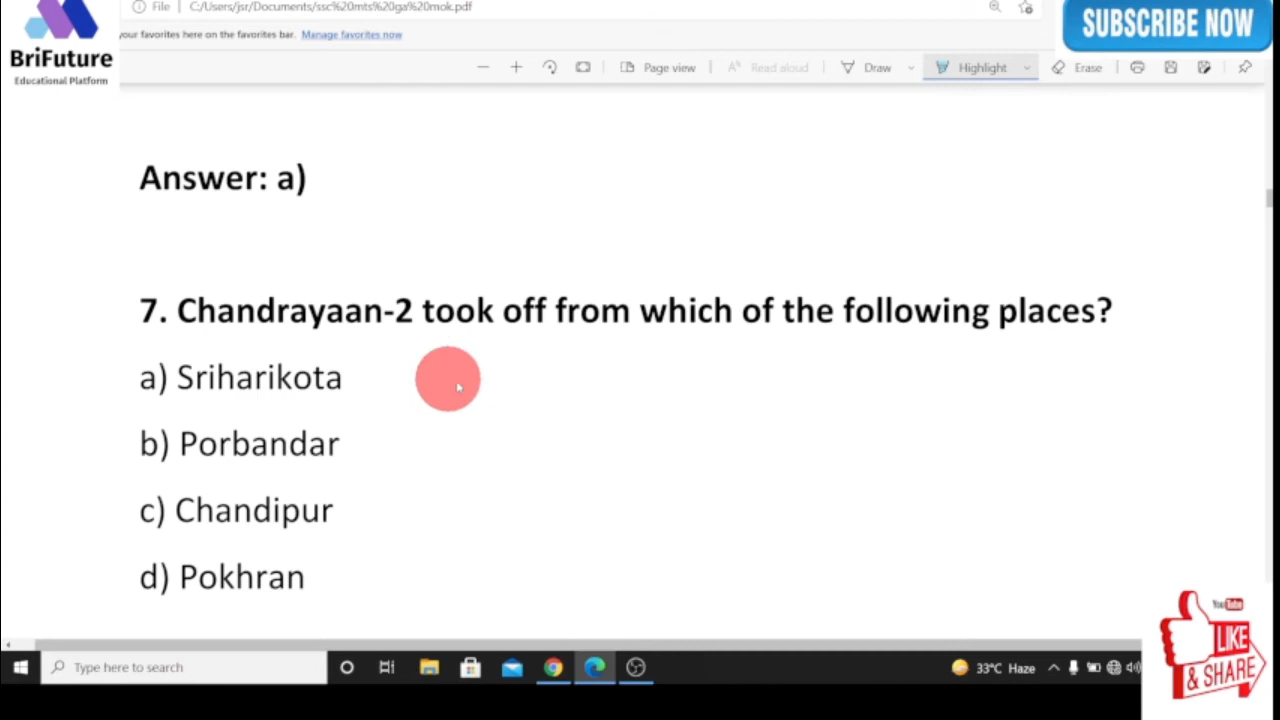 File | C:/Users/jsr/Documents/ssc%20mts%20ga%20mok.pdf
SUBSCRIBE NOW
your favorites here on the favorites bar. Manage favorites now
BriFuture
Educational Platform
Page view
Read aloud
Draw
Highlight
Erase
Answer: a)
7. Chandrayaan-2 took off from which of the following places?
a) Sriharikota
b) Porbandar
c) Chandipur
d) Pokhran
YouTube
LIKE
& SHARE
Type here to search
33°C Haze